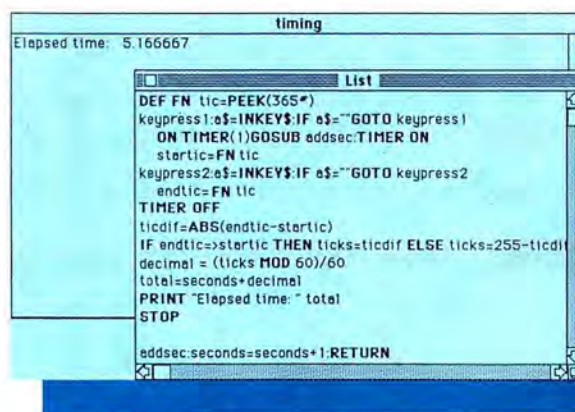 timing
Elapsed time: 5.166667
List
DEF FN tic=PEEK(365#)
keypress1:a$=INKEY$:IF a$=""GOTO keypress1
ON TIMER(1)GOSUB addsec:TIMER ON
startic=FN tic
keypress2:a$=INKEY$:IF a$=""GOTO keypress2
endtic=FN tic
TIMER OFF
ticdif=ABS(endtic-startic)
IF endtic=>startic THEN ticks=ticdif ELSE ticks=255-ticdif
decimal = (ticks MOD 60)/60
total=seconds+decimal
PRINT "Elapsed time: " total
STOP
addsec:seconds=seconds+1:RETURN